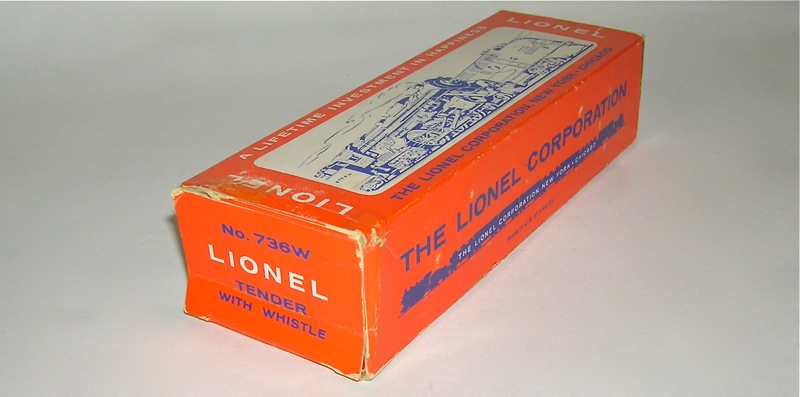 LIONEL
A LIFETIME INVESTMENT IN HAPPINESS
THE LIONEL CORPORATION, NEW YORK • CHICAGO
LIONEL
THE LIONEL CORPORATION
THE LIONEL CORPORATION, NEW YORK • CHICAGO
No. 736W
LIONEL
TENDER
WITH WHISTLE